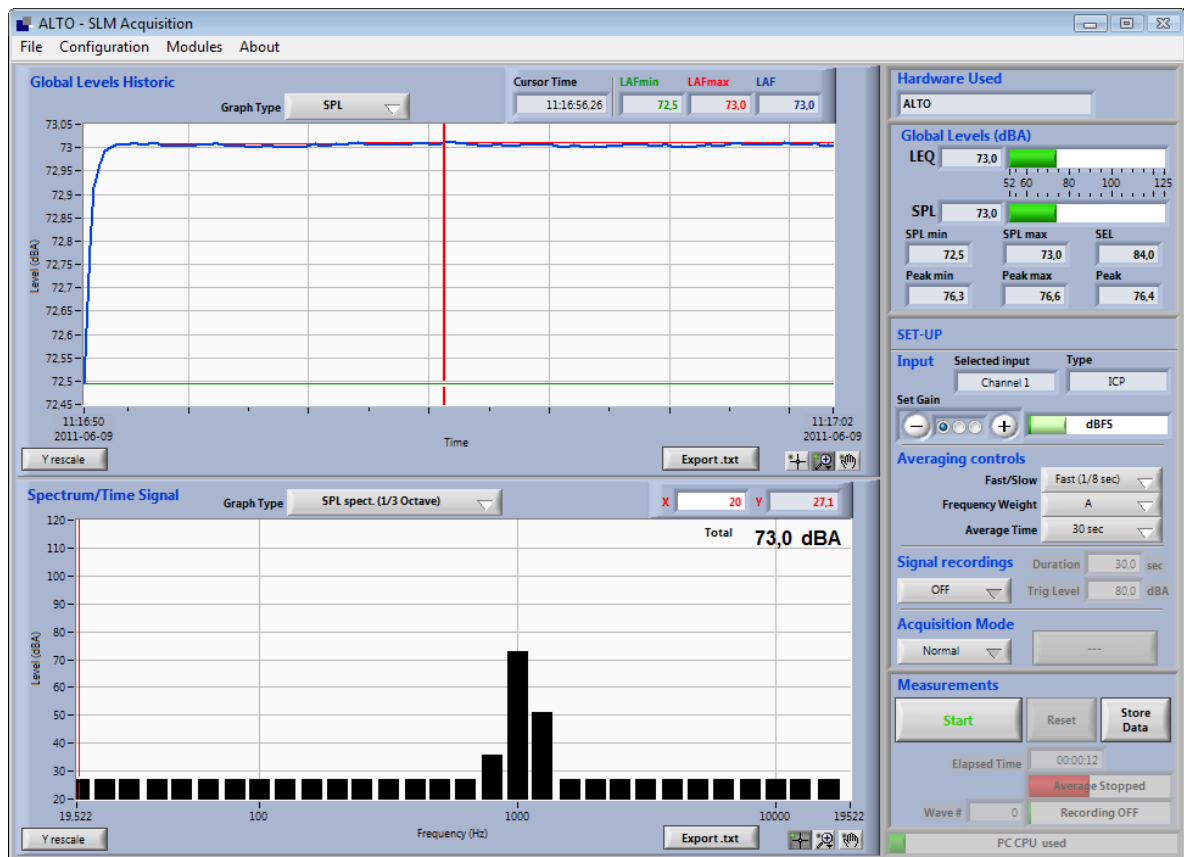 ALTO - SLM Acquisition
File Configuration Modules About
Global Levels Historic
Graph Type SPL
Cursor Time LAFmin LAFmax LAF
11:16:56,26 72,5 73,0 73,0
73,05
73
72,95
72,9
72,85
72,8
72,75
72,7
72,65
72,6
72,55
72,5
72,45
Level (dBA)
11:16:50 11:17:02
2011-06-09 2011-06-09
Time
Y rescale Export .txt
Spectrum/Time Signal
Graph Type SPL spect. (1/3 Octave)
X 20 Y 27,1
Total 73,0 dBA
120
110
100
90
80
70
60
50
40
30
20
Level (dBA)
19,522 100 1000 10000 19522
Frequency (Hz)
Y rescale Export .txt
Hardware Used
ALTO
Global Levels (dBA)
LEQ 73,0
52 60 80 100 125
SPL 73,0
SPL min SPL max SEL
72,5 73,0 84,0
Peak min Peak max Peak
76,3 76,6 76,4
SET-UP
Input Selected input Type
Channel 1 ICP
Set Gain
dBFS
Averaging controls
Fast/Slow Fast (1/8 sec)
Frequency Weight A
Average Time 30 sec
Signal recordings Duration 30,0 sec
OFF Trig Level 80,0 dBA
Acquisition Mode
Normal ---
Measurements
Start Reset Store
Data
Elapsed Time 00:00:12
Average Stopped
Wave # 0 Recording OFF
PC CPU used